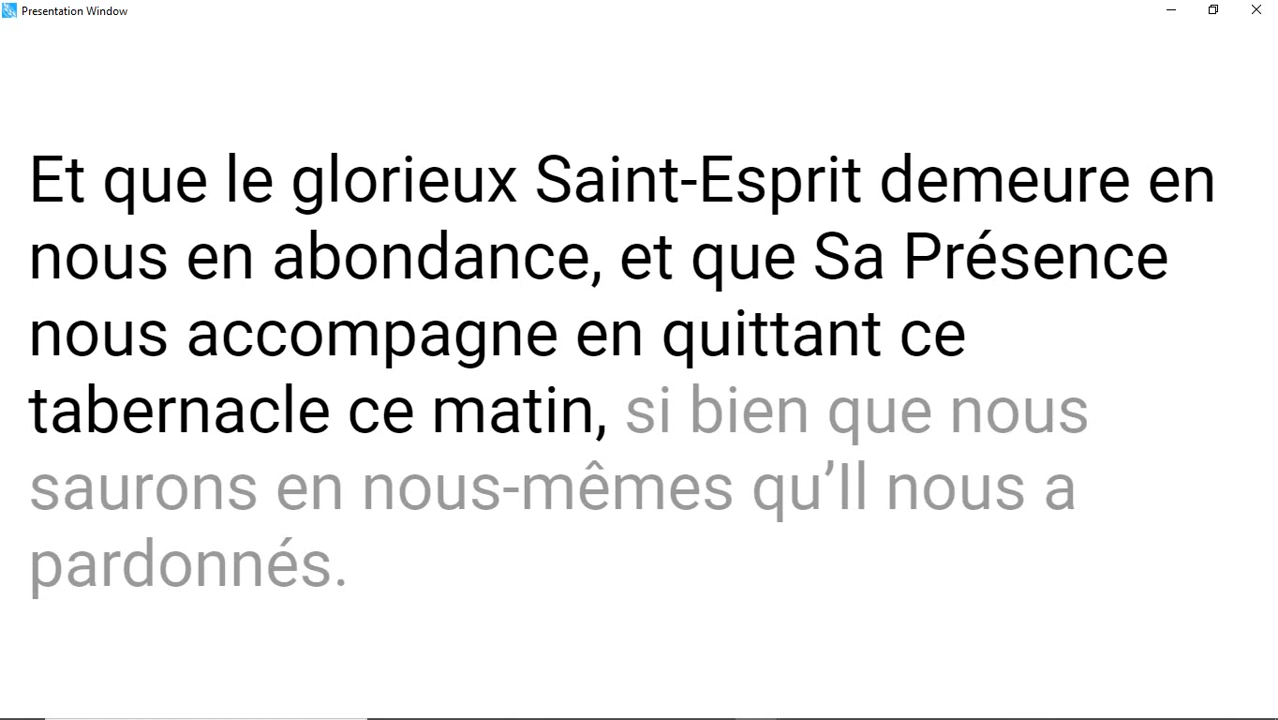 Presentation Window
Et que le glorieux Saint-Esprit demeure en
nous en abondance, et que Sa Présence
nous accompagne en quittant ce
tabernacle ce matin, si bien que nous
saurons en nous-mêmes qu’Il nous a
pardonnés.